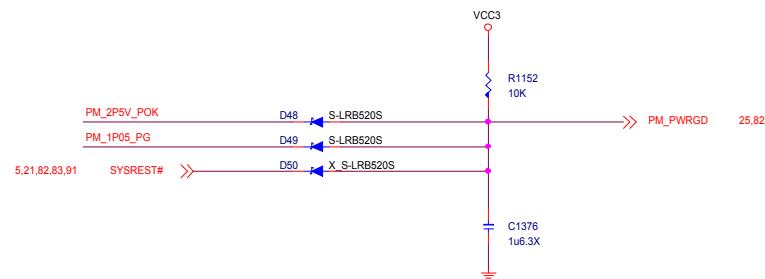 VCC3
R1152
10K
PM_2P5V_POK
D48
S-LRB520S
PM_PWRGD
25,82
PM_1P05_PG
D49
S-LRB520S
5,21,82,83,91
SYSREST#
D50
X_S-LRB520S
C1376
1u6.3X